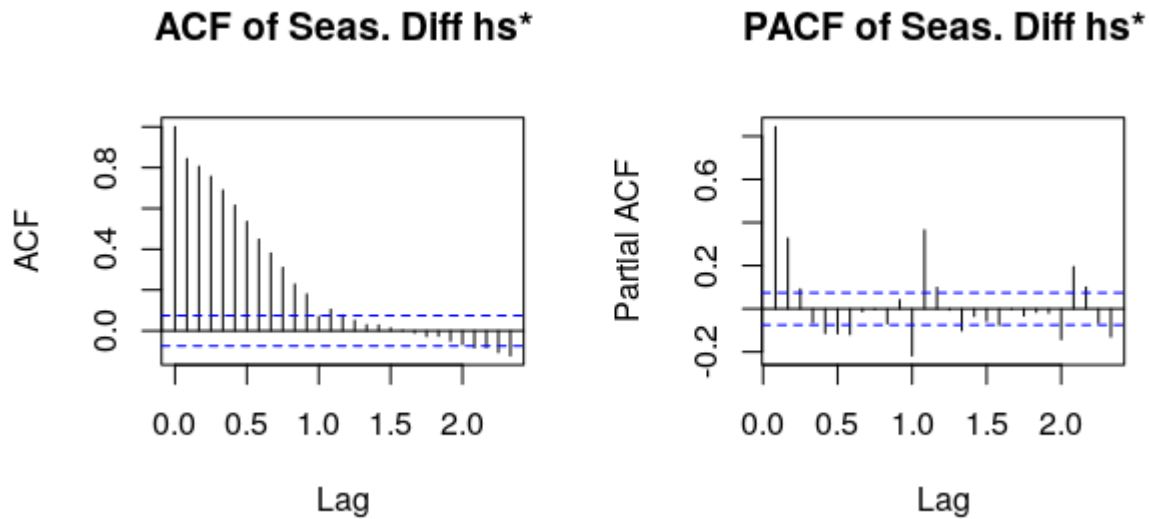 ACF of Seas. Diff hs*
ACF
0.0 0.4 0.8
0.0 0.5 1.0 1.5 2.0
Lag
PACF of Seas. Diff hs*
Partial ACF
-0.2 0.2 0.6
0.0 0.5 1.0 1.5 2.0
Lag